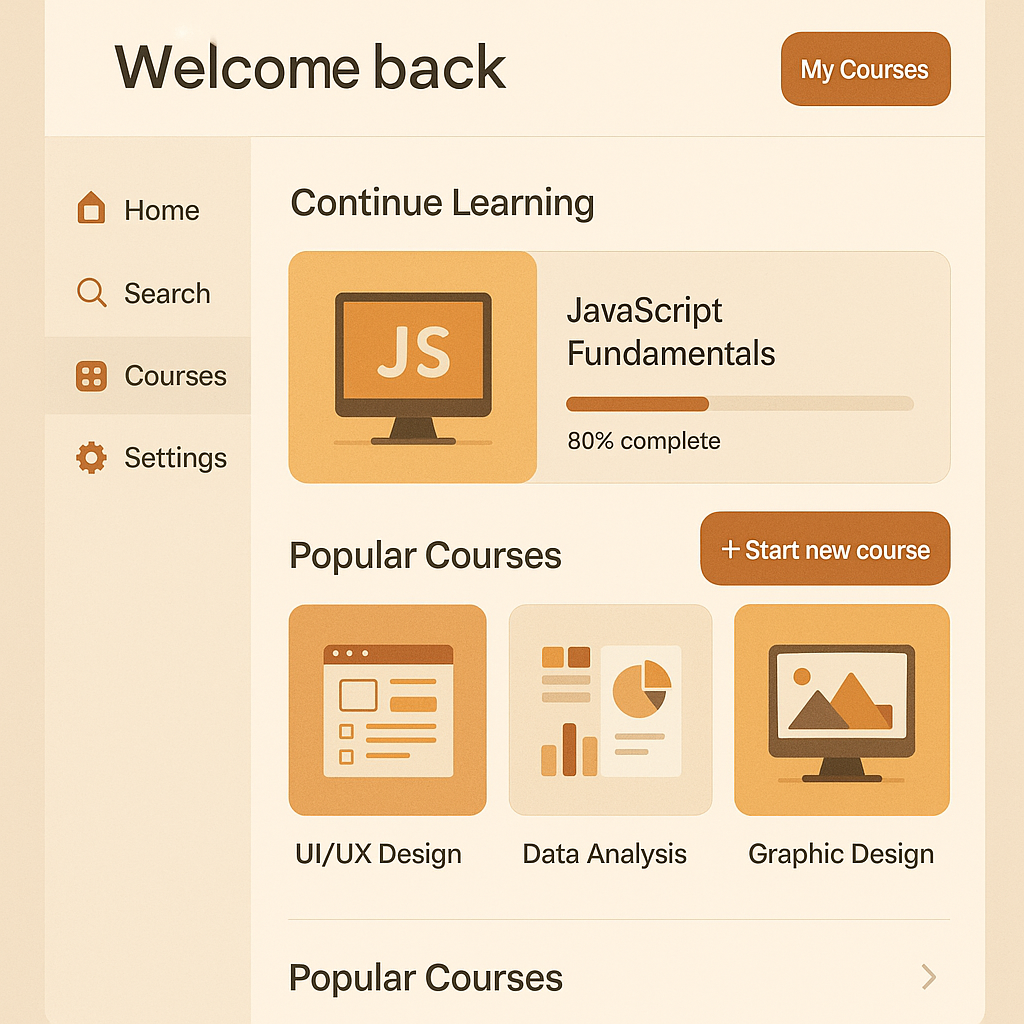 Welcome back
My Courses
Home
Search
Courses
Settings
Continue Learning
JS
JavaScript
Fundamentals
80% complete
Popular Courses
+ Start new course
UI/UX Design
Data Analysis
Graphic Design
Popular Courses